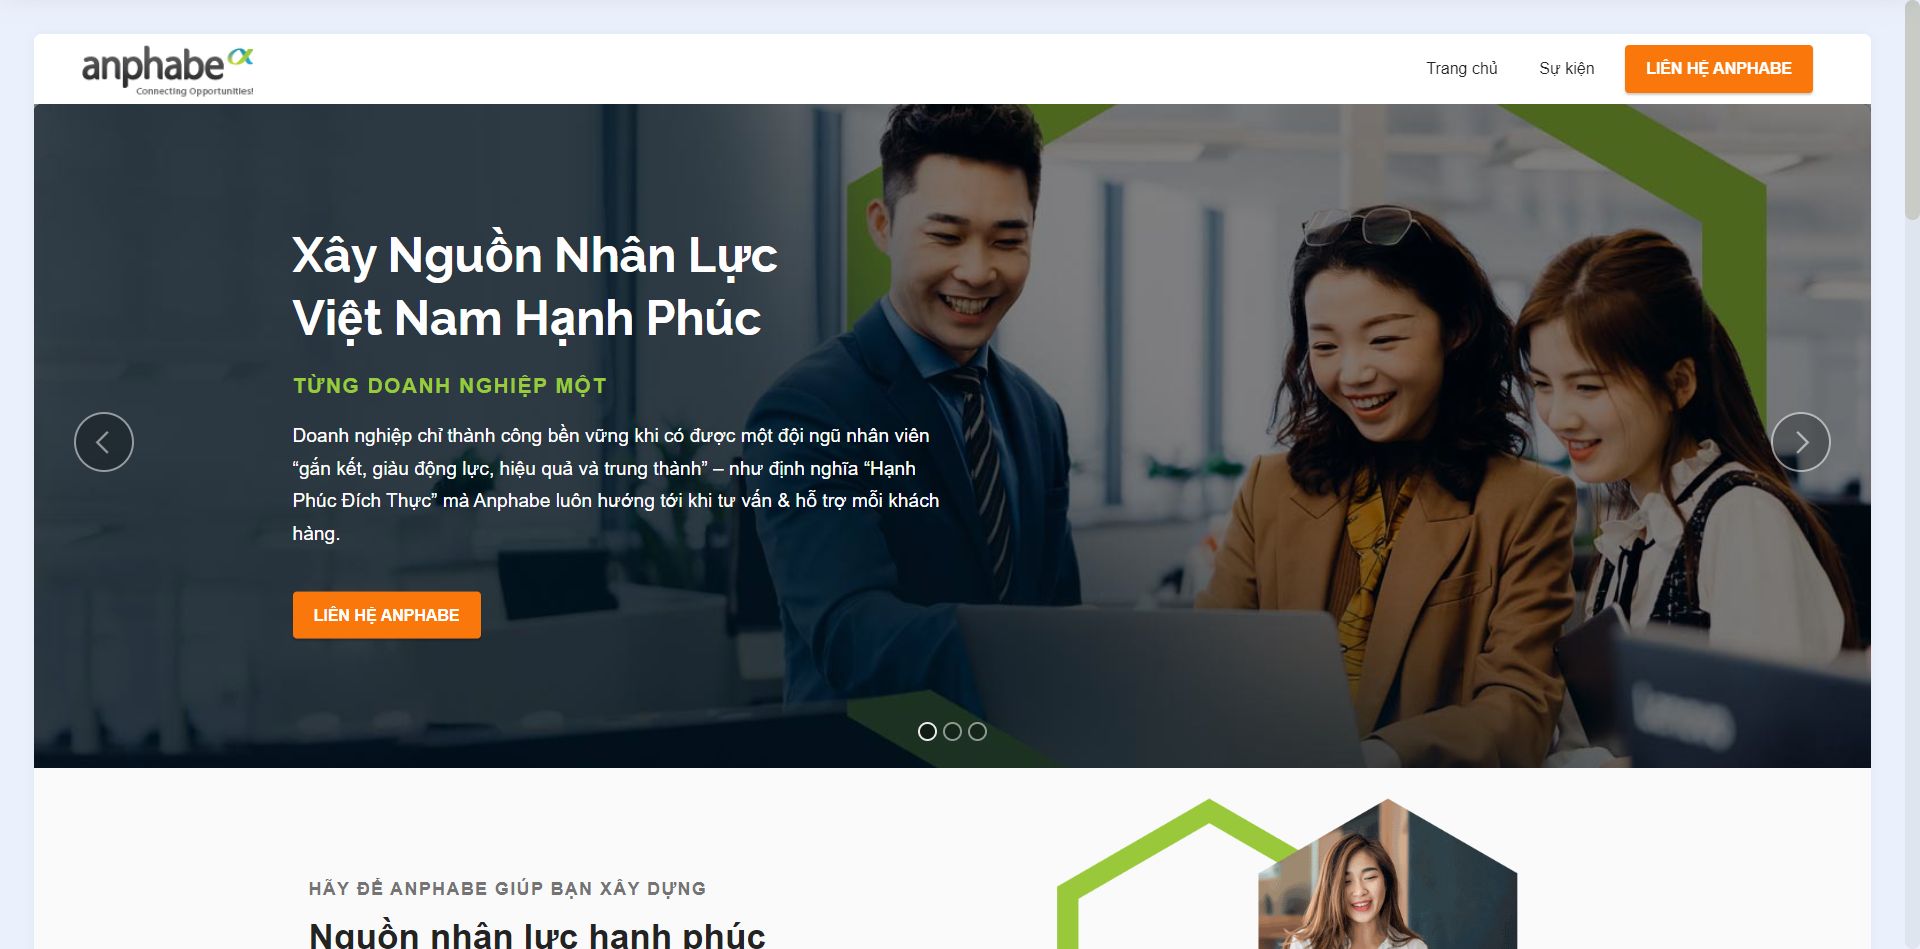 anphabe
Connecting Opportunities!
Trang chủ
Sự kiện
LIÊN HỆ ANPHABE
Xây Nguồn Nhân Lực
Việt Nam Hạnh Phúc
TỪNG DOANH NGHIỆP MỘT
Doanh nghiệp chỉ thành công bền vững khi có được một đội ngũ nhân viên
“gắn kết, giàu động lực, hiệu quả và trung thành” – như định nghĩa “Hạnh
Phúc Đích Thực” mà Anphabe luôn hướng tới khi tư vấn & hỗ trợ mỗi khách
hàng.
LIÊN HỆ ANPHABE
Lenovo
HÃY ĐỂ ANPHABE GIÚP BẠN XÂY DỰNG
Nguồn nhân lực hạnh phúc